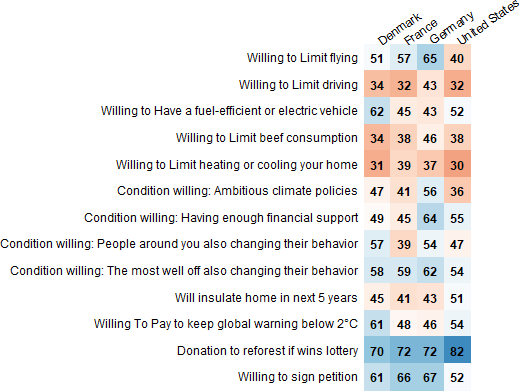 Denmark France Germany United States
Willing to Limit flying 51 57 65 40
Willing to Limit driving 34 32 43 32
Willing to Have a fuel-efficient or electric vehicle 62 45 43 52
Willing to Limit beef consumption 34 38 46 38
Willing to Limit heating or cooling your home 31 39 37 30
Condition willing: Ambitious climate policies 47 41 56 36
Condition willing: Having enough financial support 49 45 64 55
Condition willing: People around you also changing their behavior 57 39 54 47
Condition willing: The most well off also changing their behavior 58 59 62 54
Will insulate home in next 5 years 45 41 43 51
Willing To Pay to keep global warning below 2°C 61 48 46 54
Donation to reforest if wins lottery 70 72 72 82
Willing to sign petition 61 66 67 52